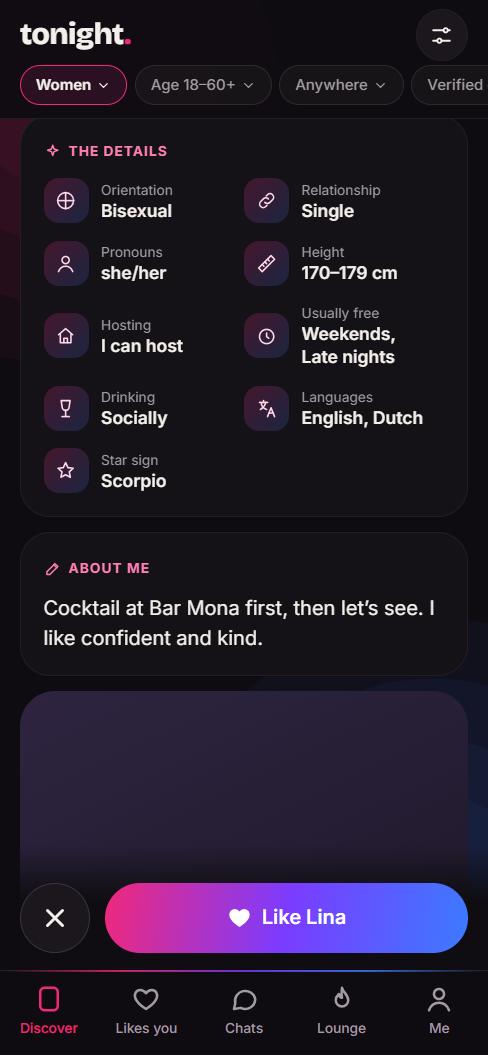 tonight.
Women
Age 18–60+
Anywhere
Verified
THE DETAILS
Orientation
Bisexual
Relationship
Single
Pronouns
she/her
Height
170–179 cm
Hosting
I can host
Usually free
Weekends,
Late nights
Drinking
Socially
Languages
English, Dutch
Star sign
Scorpio
ABOUT ME
Cocktail at Bar Mona first, then let’s see. I
like confident and kind.
Like Lina
Discover
Likes you
Chats
Lounge
Me